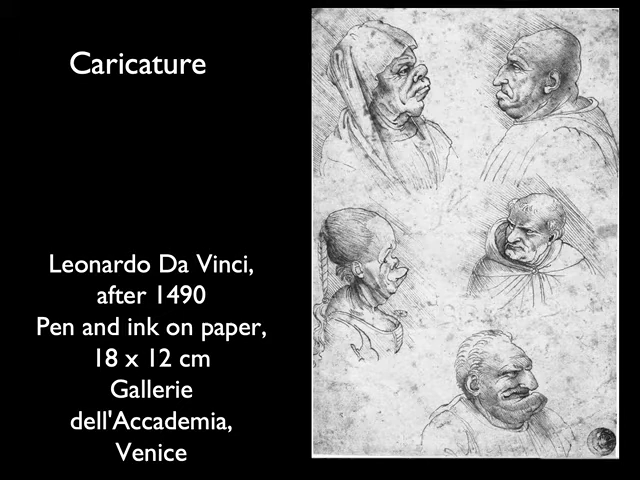 Caricature
Leonardo Da Vinci,
after 1490
Pen and ink on paper,
18 x 12 cm
Gallerie
dell'Accademia,
Venice